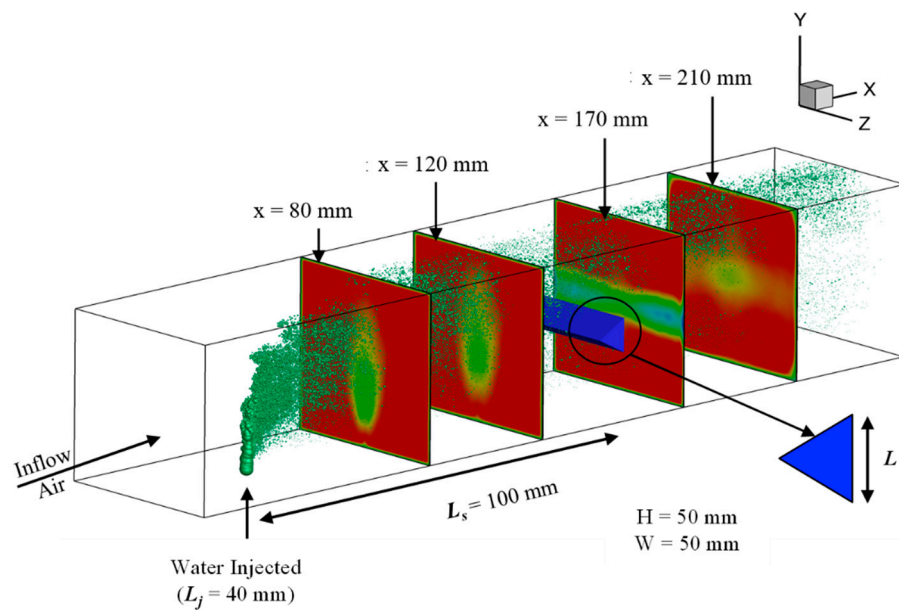 Y
X
Z
: x = 210 mm
x = 170 mm
: x = 120 mm
x = 80 mm
Inflow
Air
L
Lₛ = 100 mm
H = 50 mm
W = 50 mm
Water Injected
(Lⱼ = 40 mm)